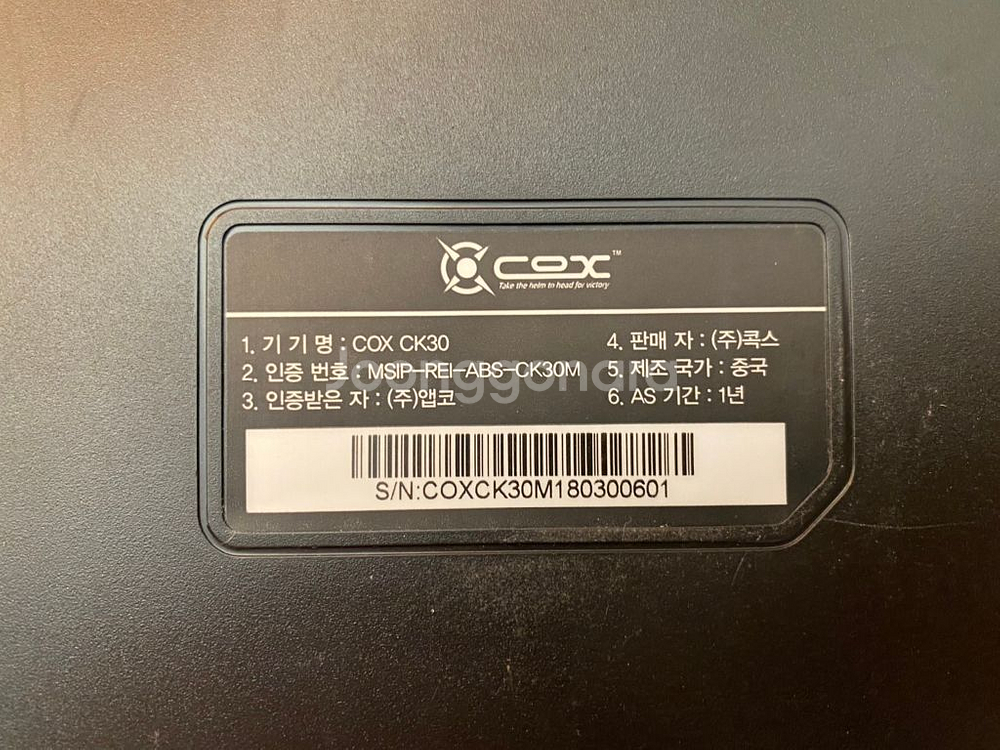 cox™
Take the helm to head for victory
1. 기 기 명 : COX CK30
2. 인증 번호 : MSIP-REI-ABS-CK30M
3. 인증받은 자 : (주)앱코
4. 판매 자 : (주)콕스
5. 제조 국가 : 중국
6. AS 기간 : 1년
Joonggonara
S/N:COXCK30M180300601